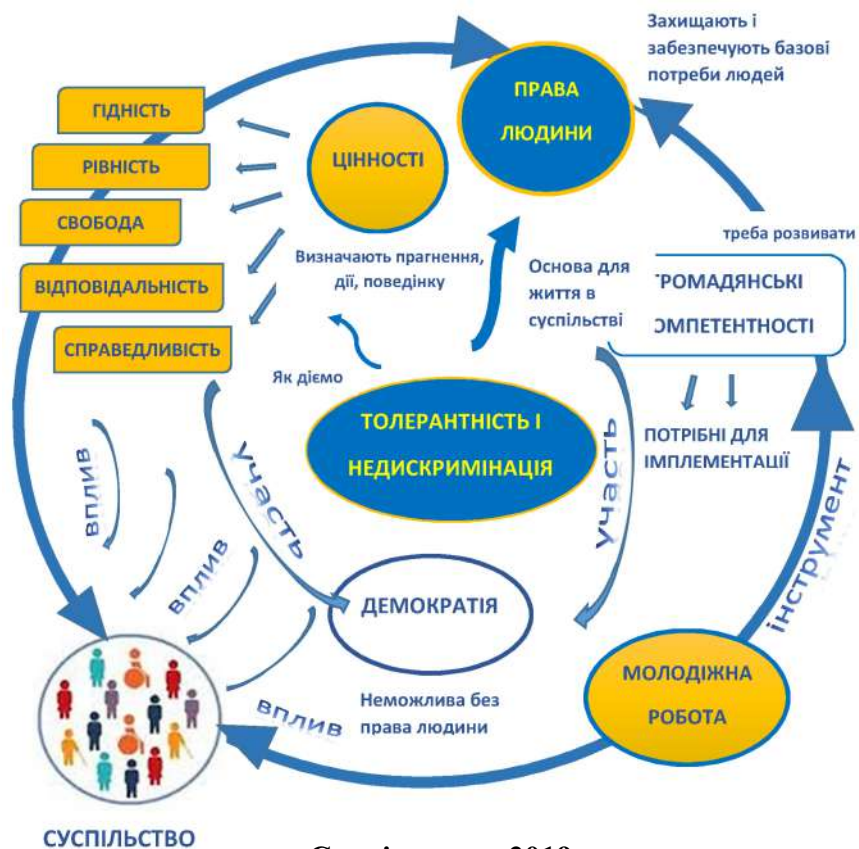 Захищають і
забезпечують базові
потреби людей
ПРАВА
ЛЮДИНИ
ГІДНІСТЬ
РІВНІСТЬ
СВОБОДА
ВІДПОВІДАЛЬНІСТЬ
СПРАВЕДЛИВІСТЬ
ЦІННОСТІ
Визначають прагнення,
дії, поведінку
Основа для
життя в
суспільстві
треба розвивати
ГРОМАДЯНСЬКІ
КОМПЕТЕНТНОСТІ
Як діємо
ТОЛЕРАНТНІСТЬ І
НЕДИСКРИМІНАЦІЯ
ПОТРІБНІ ДЛЯ
ІМПЛЕМЕНТАЦІЇ
вплив
участь
участь
інструмент
вплив
ДЕМОКРАТІЯ
МОЛОДІЖНА
РОБОТА
Неможлива без
права людини
вплив
СУСПІЛЬСТВО
2019